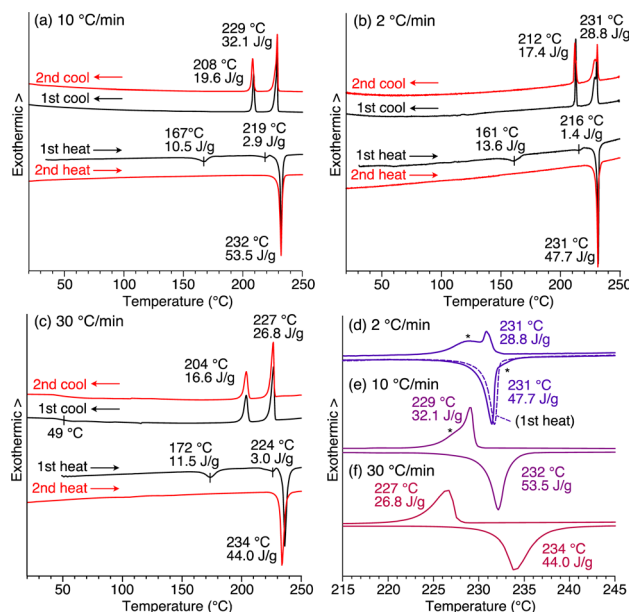 (a) 10 °C/min
229 °C
32.1 J/g
208 °C
19.6 J/g
2nd cool
1st cool
167°C
10.5 J/g
219 °C
2.9 J/g
1st heat
2nd heat
232 °C
53.5 J/g
Exothermic >
50
100
150
200
250
Temperature (°C)
(b) 2 °C/min
231 °C
28.8 J/g
212 °C
17.4 J/g
2nd cool
1st cool
216 °C
1.4 J/g
161 °C
13.6 J/g
1st heat
2nd heat
231 °C
47.7 J/g
Exothermic >
50
100
150
200
250
Temperature (°C)
(c) 30 °C/min
227 °C
26.8 J/g
204 °C
16.6 J/g
2nd cool
1st cool
49 °C
172 °C
11.5 J/g
224 °C
3.0 J/g
1st heat
2nd heat
234 °C
44.0 J/g
Exothermic >
50
100
150
200
250
Temperature (°C)
(d) 2 °C/min
*
231 °C
28.8 J/g
*
231 °C
47.7 J/g
(1st heat)
(e) 10 °C/min
229 °C
32.1 J/g
*
232 °C
53.5 J/g
(f) 30 °C/min
227 °C
26.8 J/g
234 °C
44.0 J/g
Exothermic >
215
225
230
235
240
245
Temperature (°C)